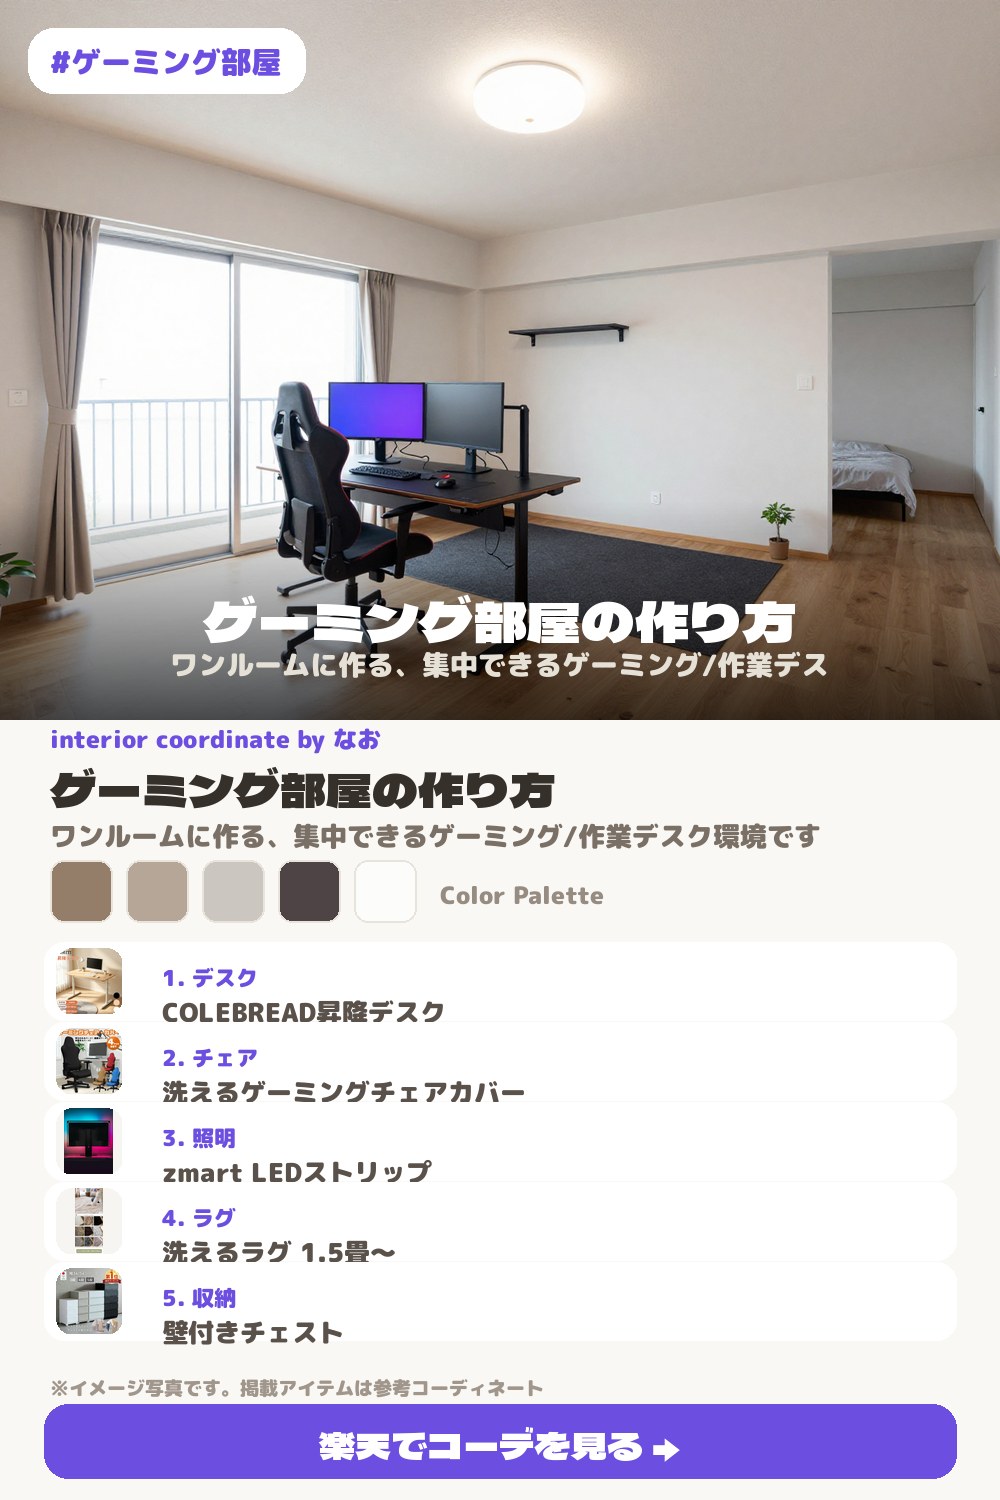 #ゲーミング部屋
ゲーミング部屋の作り方
ワンルームに作る、集中できるゲーミング/作業デス
interior coordinate by なお
ゲーミング部屋の作り方
ワンルームに作る、集中できるゲーミング/作業デスク環境です
Color Palette
1. デスク
COLEBREAD昇降デスク
2. チェア
洗えるゲーミングチェアカバー
3. 照明
zmart LEDストリップ
4. ラグ
洗えるラグ 1.5畳〜
5. 収納
壁付きチェスト
※イメージ写真です。掲載アイテムは参考コーディネート
楽天でコーデを見る →